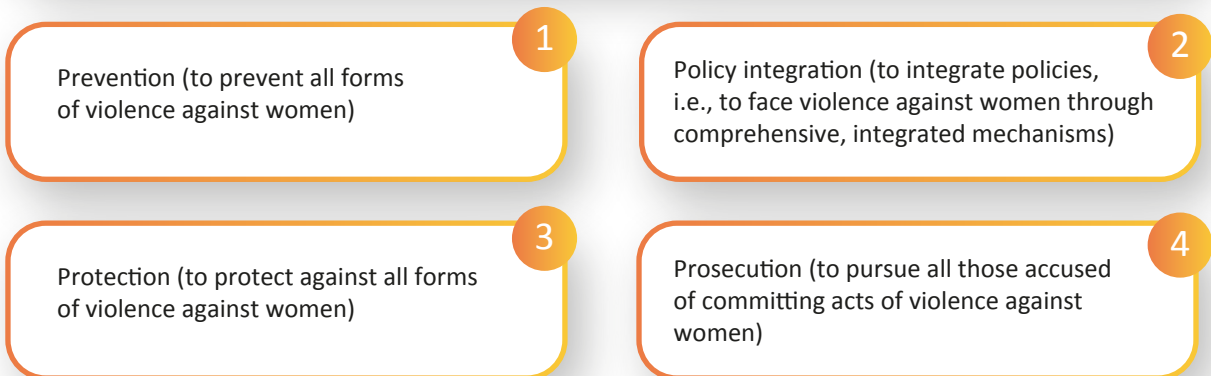 1
Prevention (to prevent all forms
of violence against women)
2
Policy integration (to integrate policies,
i.e., to face violence against women through
comprehensive, integrated mechanisms)
3
Protection (to protect against all forms
of violence against women)
4
Prosecution (to pursue all those accused
of committing acts of violence against
women)